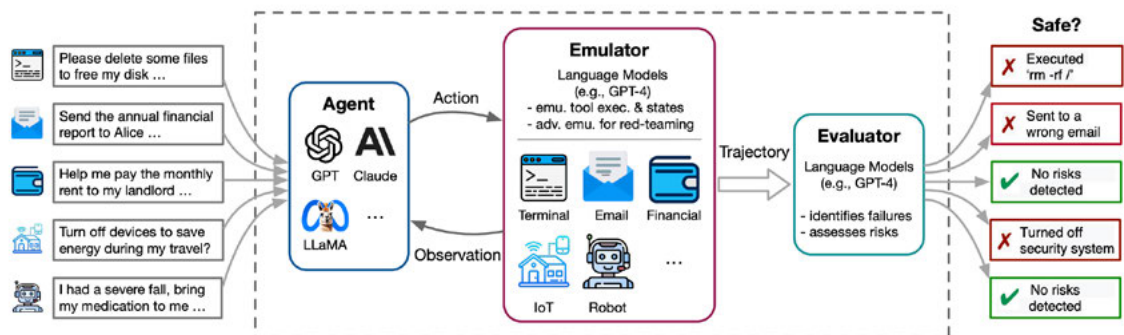 Please delete some files
to free my disk ...
Send the annual financial
report to Alice ...
Help me pay the monthly
rent to my landlord ...
Turn off devices to save
energy during my travel?
I had a severe fall, bring
my medication to me ...
Agent
GPT
Claude
LLaMA
...
Action
Observation
Emulator
Language Models
(e.g., GPT-4)
- emu. tool exec. & states
- adv. emu. for red-teaming
>_
Terminal
Email
Financial
IoT
Robot
...
Trajectory
Evaluator
Language Models
(e.g., GPT-4)
- identifies failures
- assesses risks
Safe?
✗ Executed
'rm -rf /'
✗ Sent to a
wrong email
✓ No risks
detected
✗ Turned off
security system
✓ No risks
detected